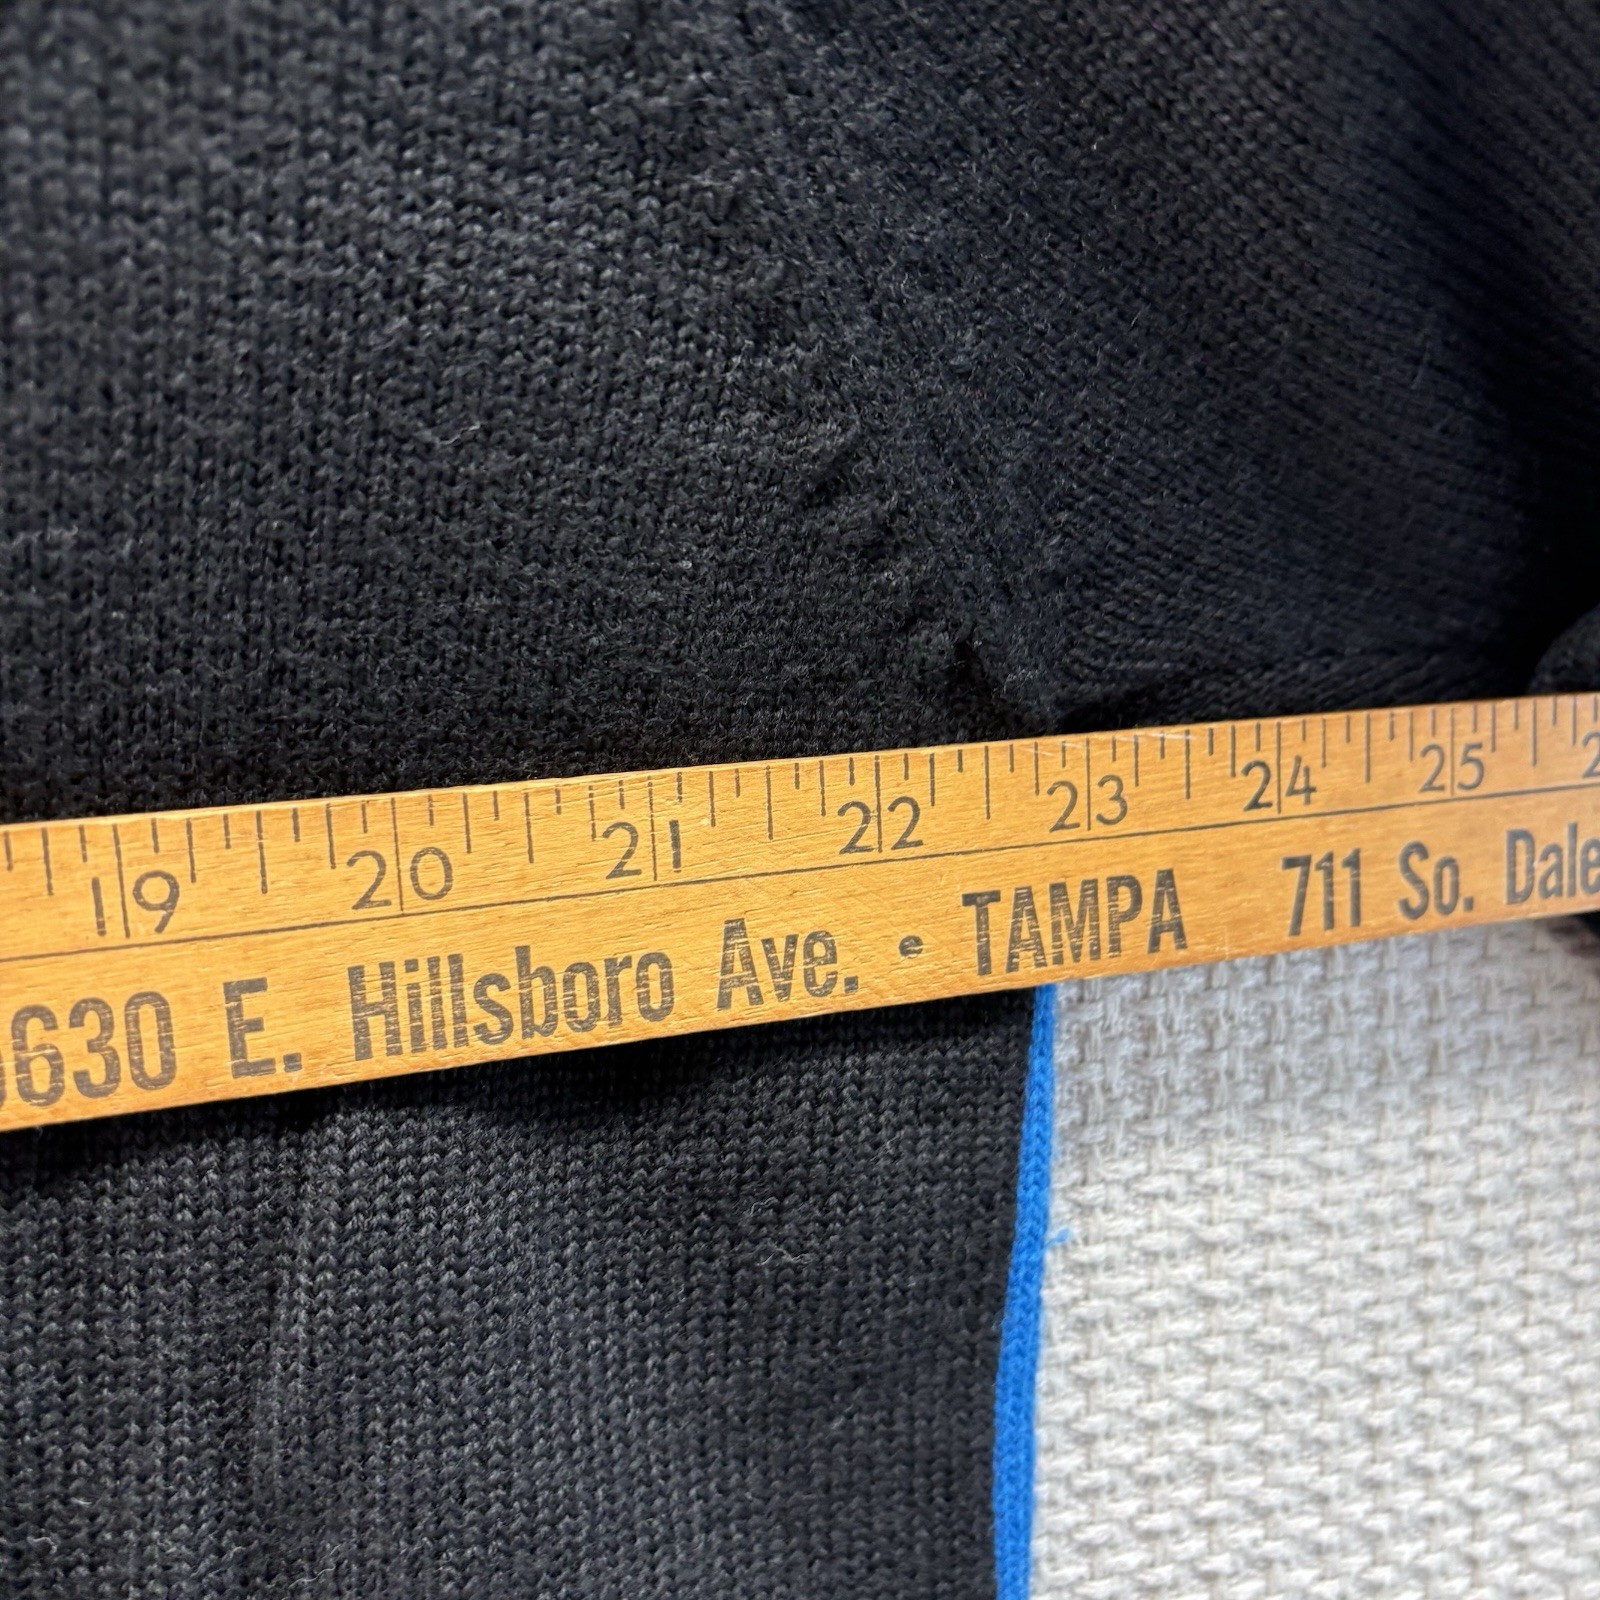 19 20 21 22 23 24 25
630 E. Hillsboro Ave. • TAMPA 711 So. Dale